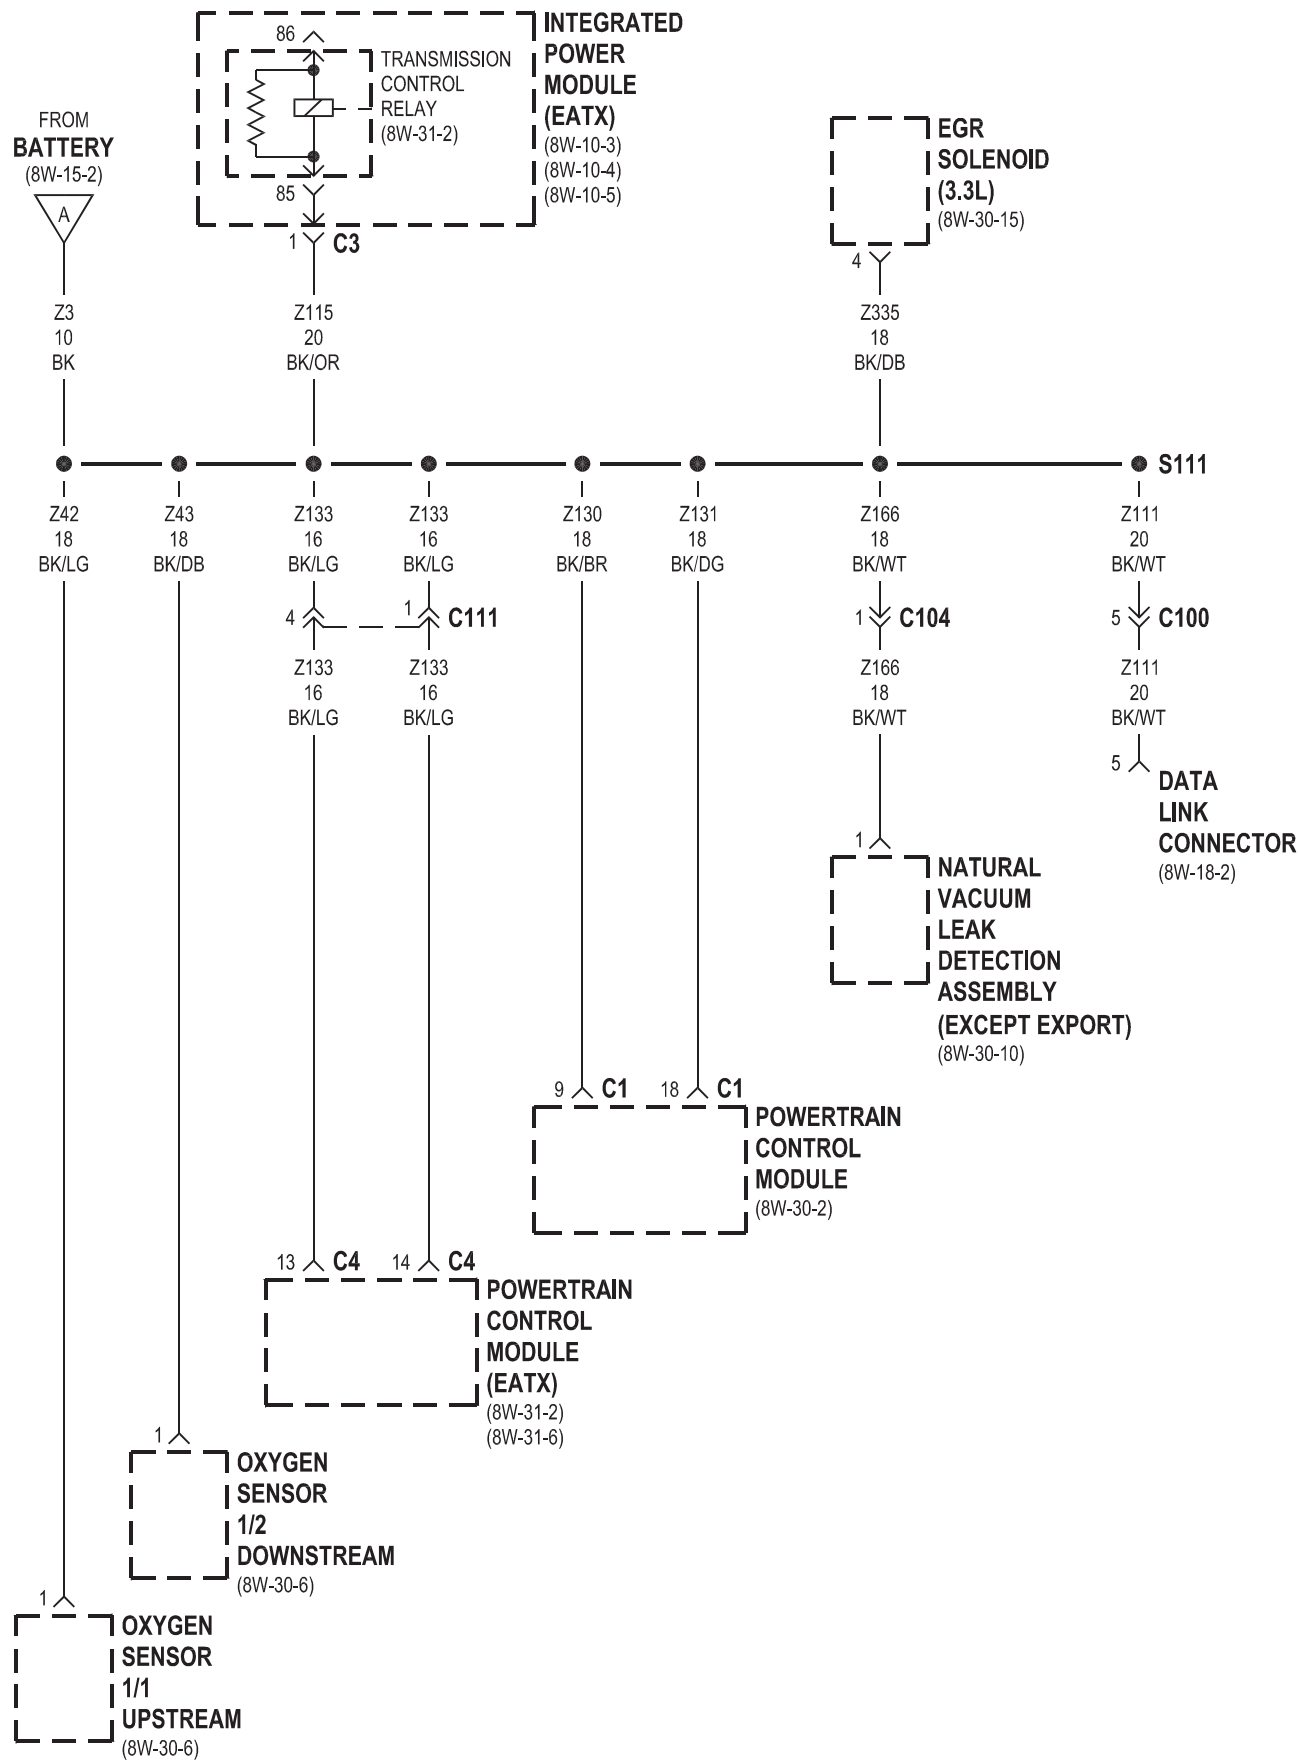 FROM
BATTERY
(8W-15-2)
A
86
TRANSMISSION
CONTROL
RELAY
(8W-31-2)
85
INTEGRATED
POWER
MODULE
(EATX)
(8W-10-3)
(8W-10-4)
(8W-10-5)
1 C3
EGR
SOLENOID
(3.3L)
(8W-30-15)
4
Z3
10
BK
Z115
20
BK/OR
Z335
18
BK/DB
S111
Z42
18
BK/LG
Z43
18
BK/DB
Z133
16
BK/LG
Z133
16
BK/LG
Z130
18
BK/BR
Z131
18
BK/DG
Z166
18
BK/WT
Z111
20
BK/WT
4
1 C111
1 C104
5 C100
Z133
16
BK/LG
Z133
16
BK/LG
Z166
18
BK/WT
Z111
20
BK/WT
5
DATA
LINK
CONNECTOR
(8W-18-2)
1
NATURAL
VACUUM
LEAK
DETECTION
ASSEMBLY
(EXCEPT EXPORT)
(8W-30-10)
9 C1
18 C1
POWERTRAIN
CONTROL
MODULE
(8W-30-2)
13 C4
14 C4
POWERTRAIN
CONTROL
MODULE
(EATX)
(8W-31-2)
(8W-31-6)
1
OXYGEN
SENSOR
1/2
DOWNSTREAM
(8W-30-6)
1
OXYGEN
SENSOR
1/1
UPSTREAM
(8W-30-6)